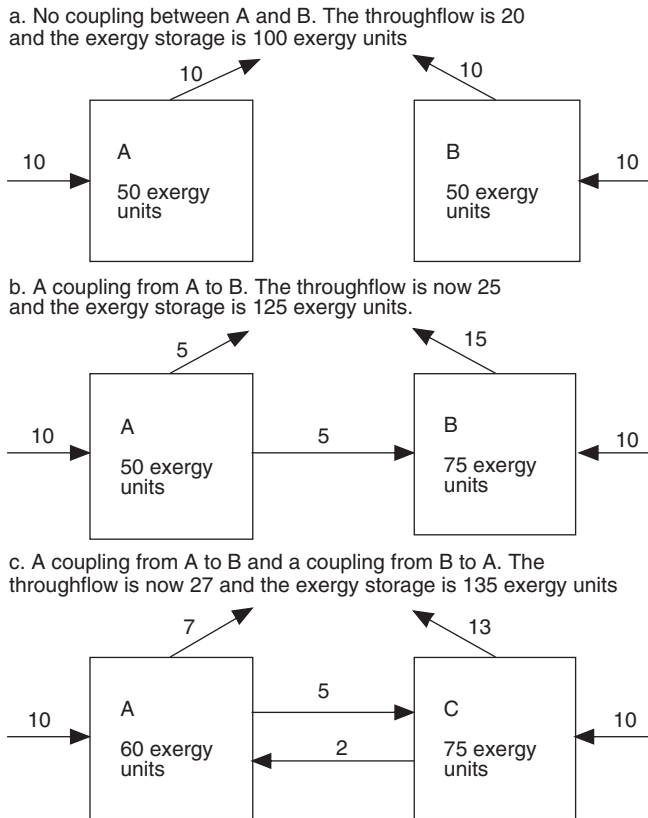 a. No coupling between A and B. The throughflow is 20
and the exergy storage is 100 exergy units
10
10
10
A
50 exergy
units
B
50 exergy
units
10
b. A coupling from A to B. The throughflow is now 25
and the exergy storage is 125 exergy units.
5
15
10
A
50 exergy
units
5
B
75 exergy
units
10
c. A coupling from A to B and a coupling from B to A. The
throughflow is now 27 and the exergy storage is 135 exergy units
7
13
10
A
60 exergy
units
5
2
C
75 exergy
units
10